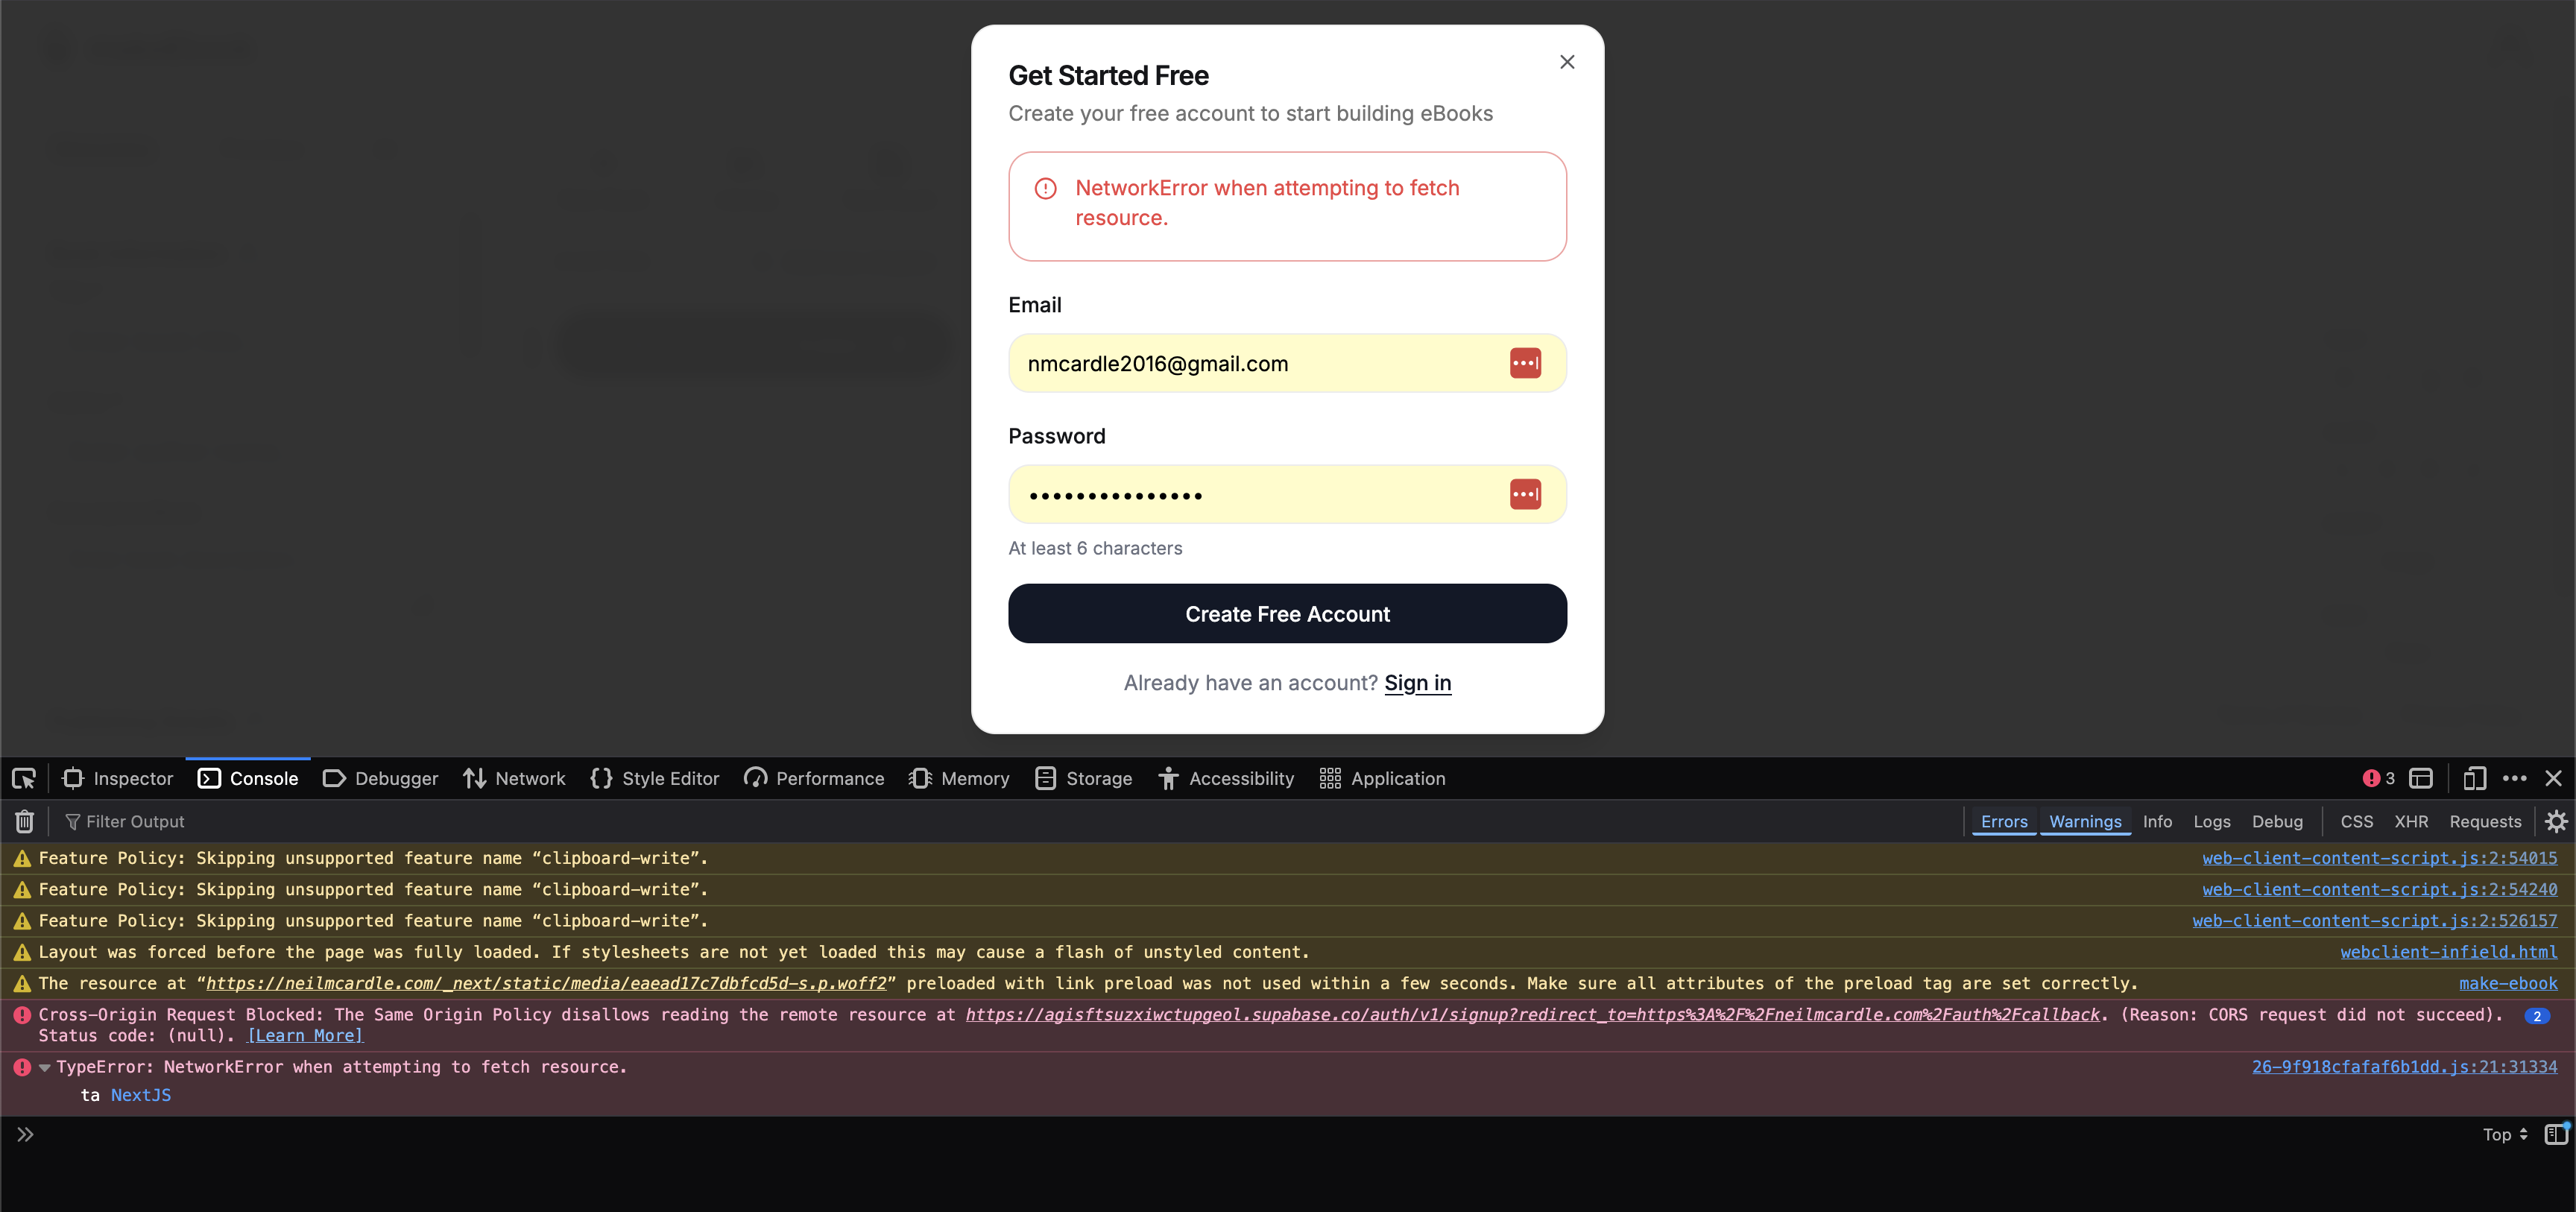 Get Started Free
Create your free account to start building eBooks
NetworkError when attempting to fetch
resource.
Email
nmcardle2016@gmail.com
Password
•••••••••••••••
At least 6 characters
Create Free Account
Already have an account? Sign in
Inspector Console Debugger Network Style Editor Performance Memory Storage Accessibility Application 3
Filter Output Errors Warnings Info Logs Debug CSS XHR Requests
Feature Policy: Skipping unsupported feature name “clipboard-write”. web-client-content-script.js:2:54015
Feature Policy: Skipping unsupported feature name “clipboard-write”. web-client-content-script.js:2:54240
Feature Policy: Skipping unsupported feature name “clipboard-write”. web-client-content-script.js:2:526157
Layout was forced before the page was fully loaded. If stylesheets are not yet loaded this may cause a flash of unstyled content. webclient-infield.html
The resource at “https://neilmcardle.com/_next/static/media/eaead17c7dbfcd5d-s.p.woff2” preloaded with link preload was not used within a few seconds. Make sure all attributes of the preload tag are set correctly. make-ebook
Cross-Origin Request Blocked: The Same Origin Policy disallows reading the remote resource at https://agisftsuzxiwctupgeol.supabase.co/auth/v1/signup?redirect_to=https%3A%2F%2Fneilmcardle.com%2Fauth%2Fcallback. (Reason: CORS request did not succeed). 2
Status code: (null). [Learn More]
TypeError: NetworkError when attempting to fetch resource. 26-9f918cfafaf6b1dd.js:21:31334
ta NextJS
Top